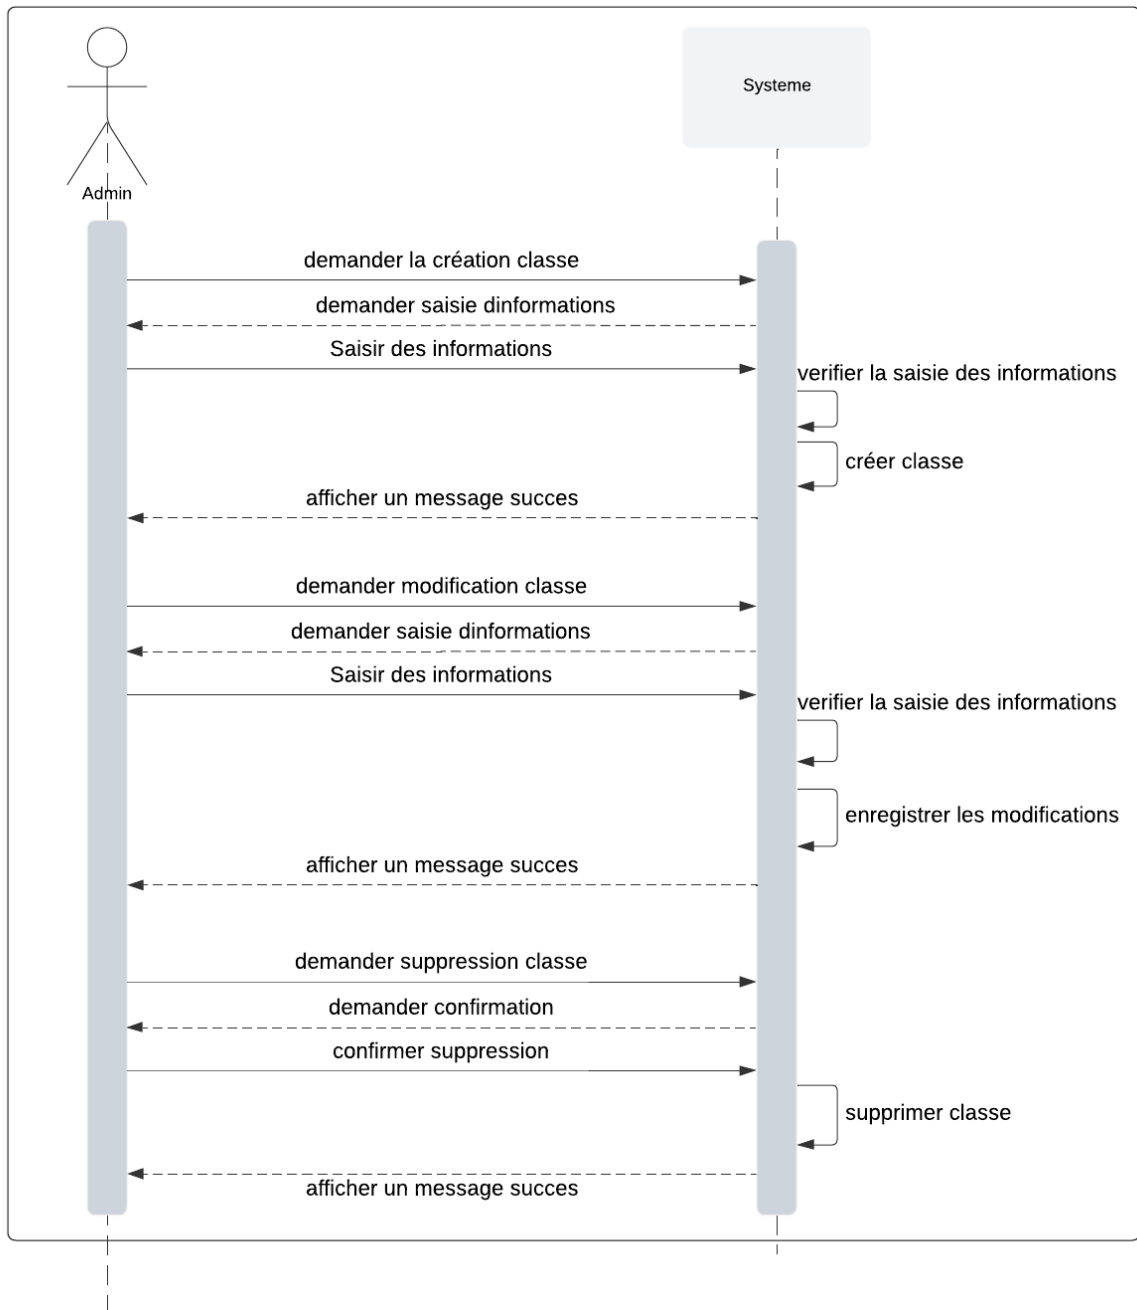 Systeme
Admin
demander la création classe
demander saisie dinformations
Saisir des informations
verifier la saisie des informations
créer classe
afficher un message succes
demander modification classe
demander saisie dinformations
Saisir des informations
verifier la saisie des informations
enregistrer les modifications
afficher un message succes
demander suppression classe
demander confirmation
confirmer suppression
supprimer classe
afficher un message succes